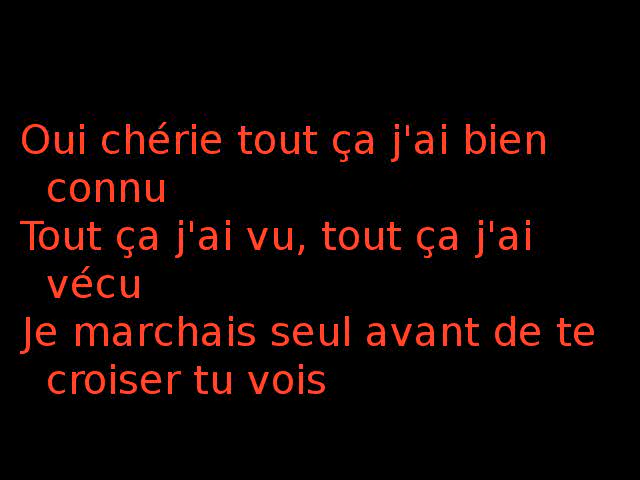 Oui chérie tout ça j'ai bien
connu
Tout ça j'ai vu, tout ça j'ai
vécu
Je marchais seul avant de te
croiser tu vois